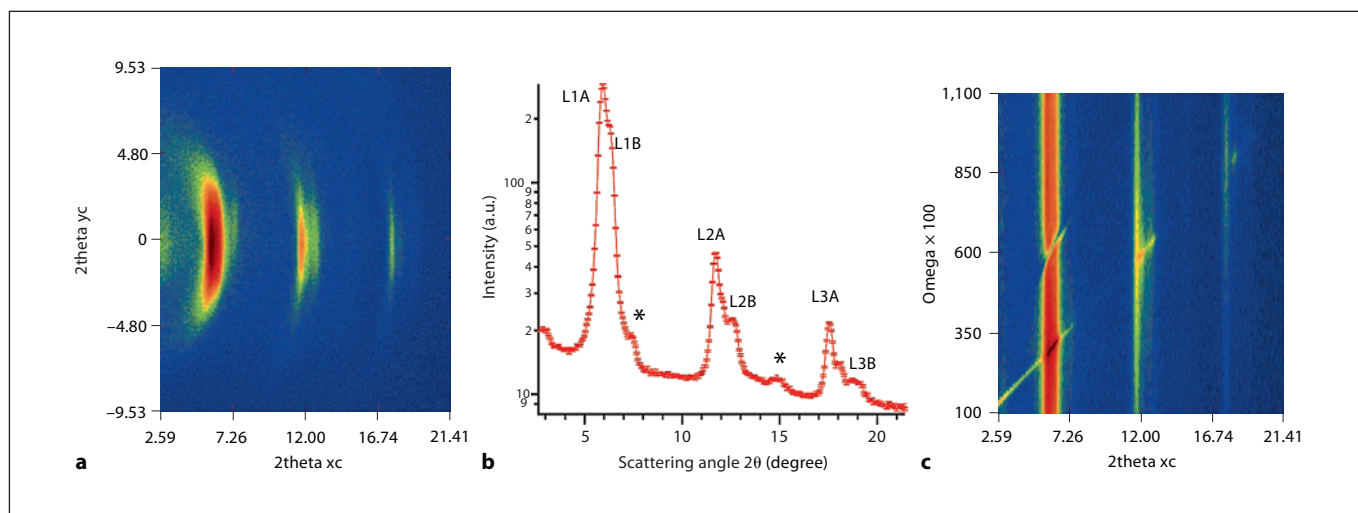 9.53
4.80
0
−4.80
−9.53
2theta yc
2.59 7.26 12.00 16.74 21.41
2theta xc
a
L1A
L1B
*
L2A
L2B
*
L3A
L3B
2
100
9
8
7
6
5
4
3
2
10
9
Intensity (a.u.)
5 10 15 20
Scattering angle 2θ (degree)
b
1,100
850
600
350
100
Omega × 100
2.59 7.26 12.00 16.74 21.41
2theta xc
c